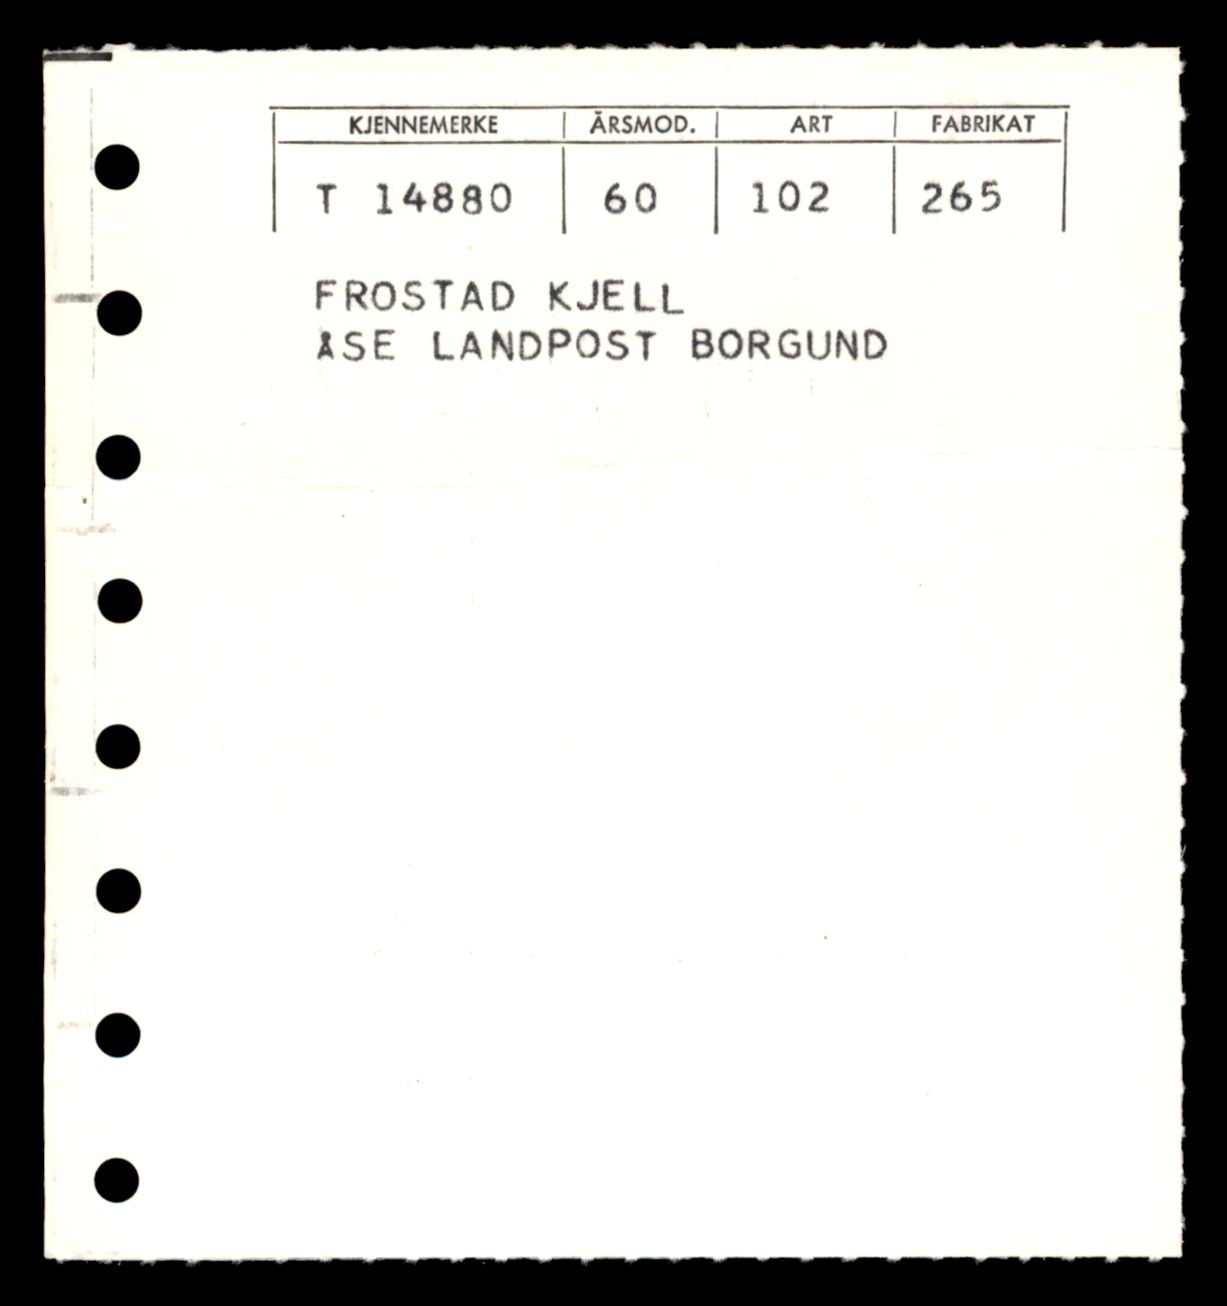 KJENNEMERKE ÅRSMOD. ART FABRIKAT
T 14880 60 102 265
FROSTAD KJELL
ÅSE LANDPOST BORGUND